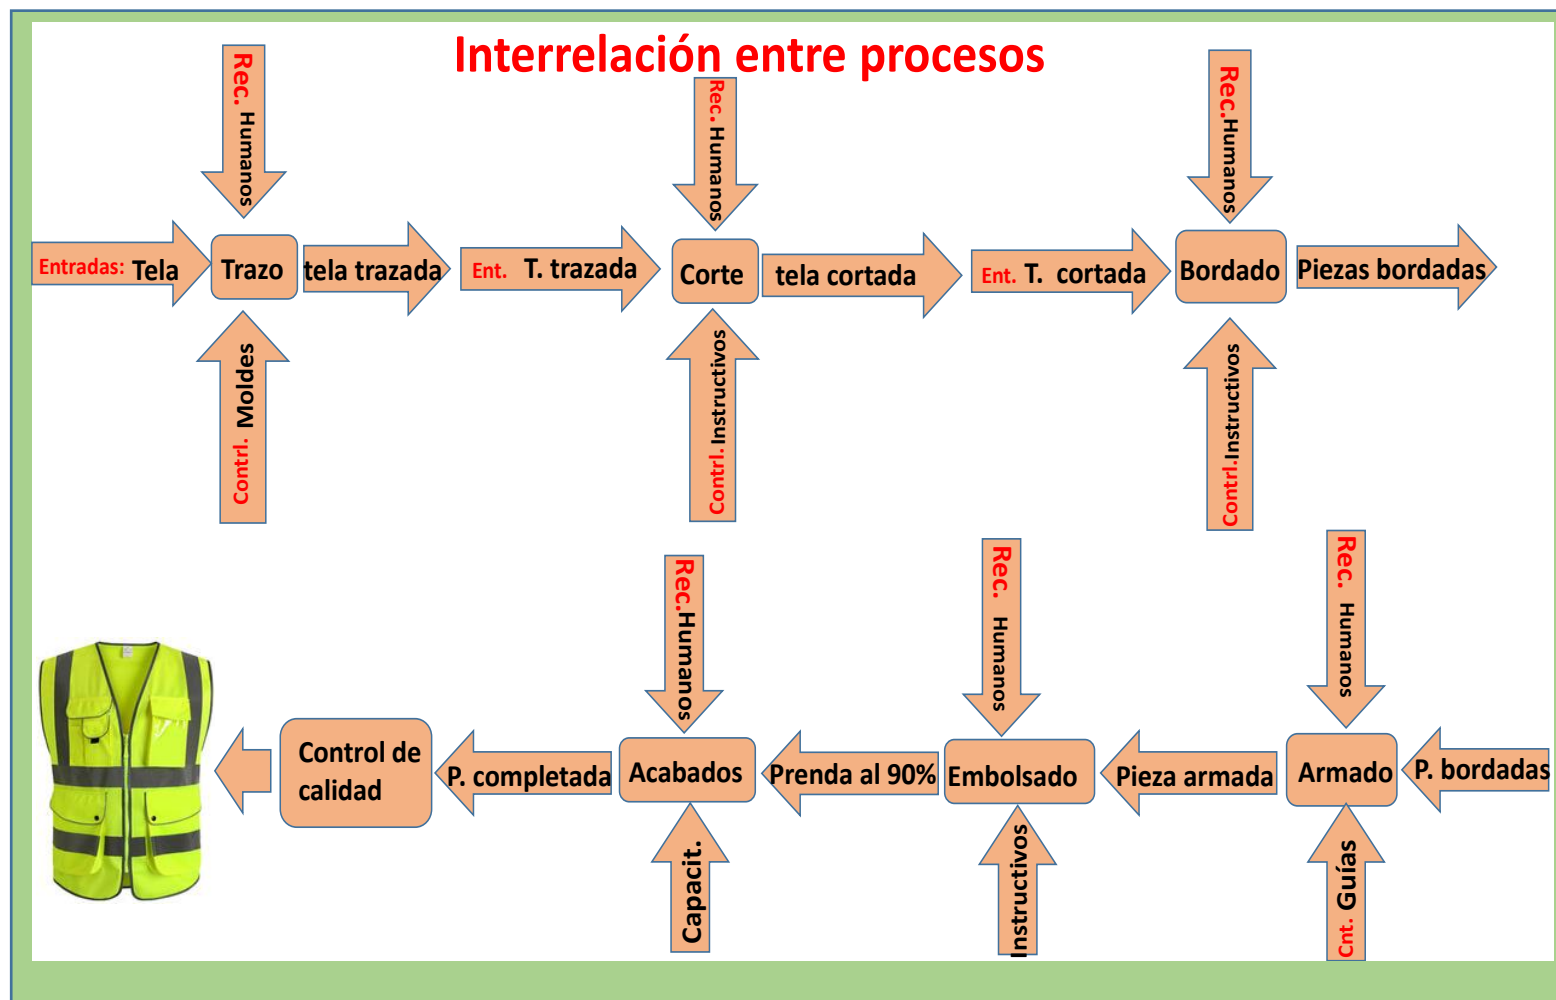 Interrelación entre procesos
Rec. Humanos
Rec. Humanos
Rec.Humanos
Entradas: Tela
Trazo
tela trazada
Ent. T. trazada
Corte
tela cortada
Ent. T. cortada
Bordado
Piezas bordadas
Contrl. Moldes
Contrl. Instructivos
Contrl.Instructivos
Rec. Humanos
Rec. Humanos
Rec.Humanos
P. bordadas
Armado
Pieza armada
Embolsado
Prenda al 90%
Acabados
P. completada
Control de
calidad
Cnt. Guías
Instructivos
Capacit.